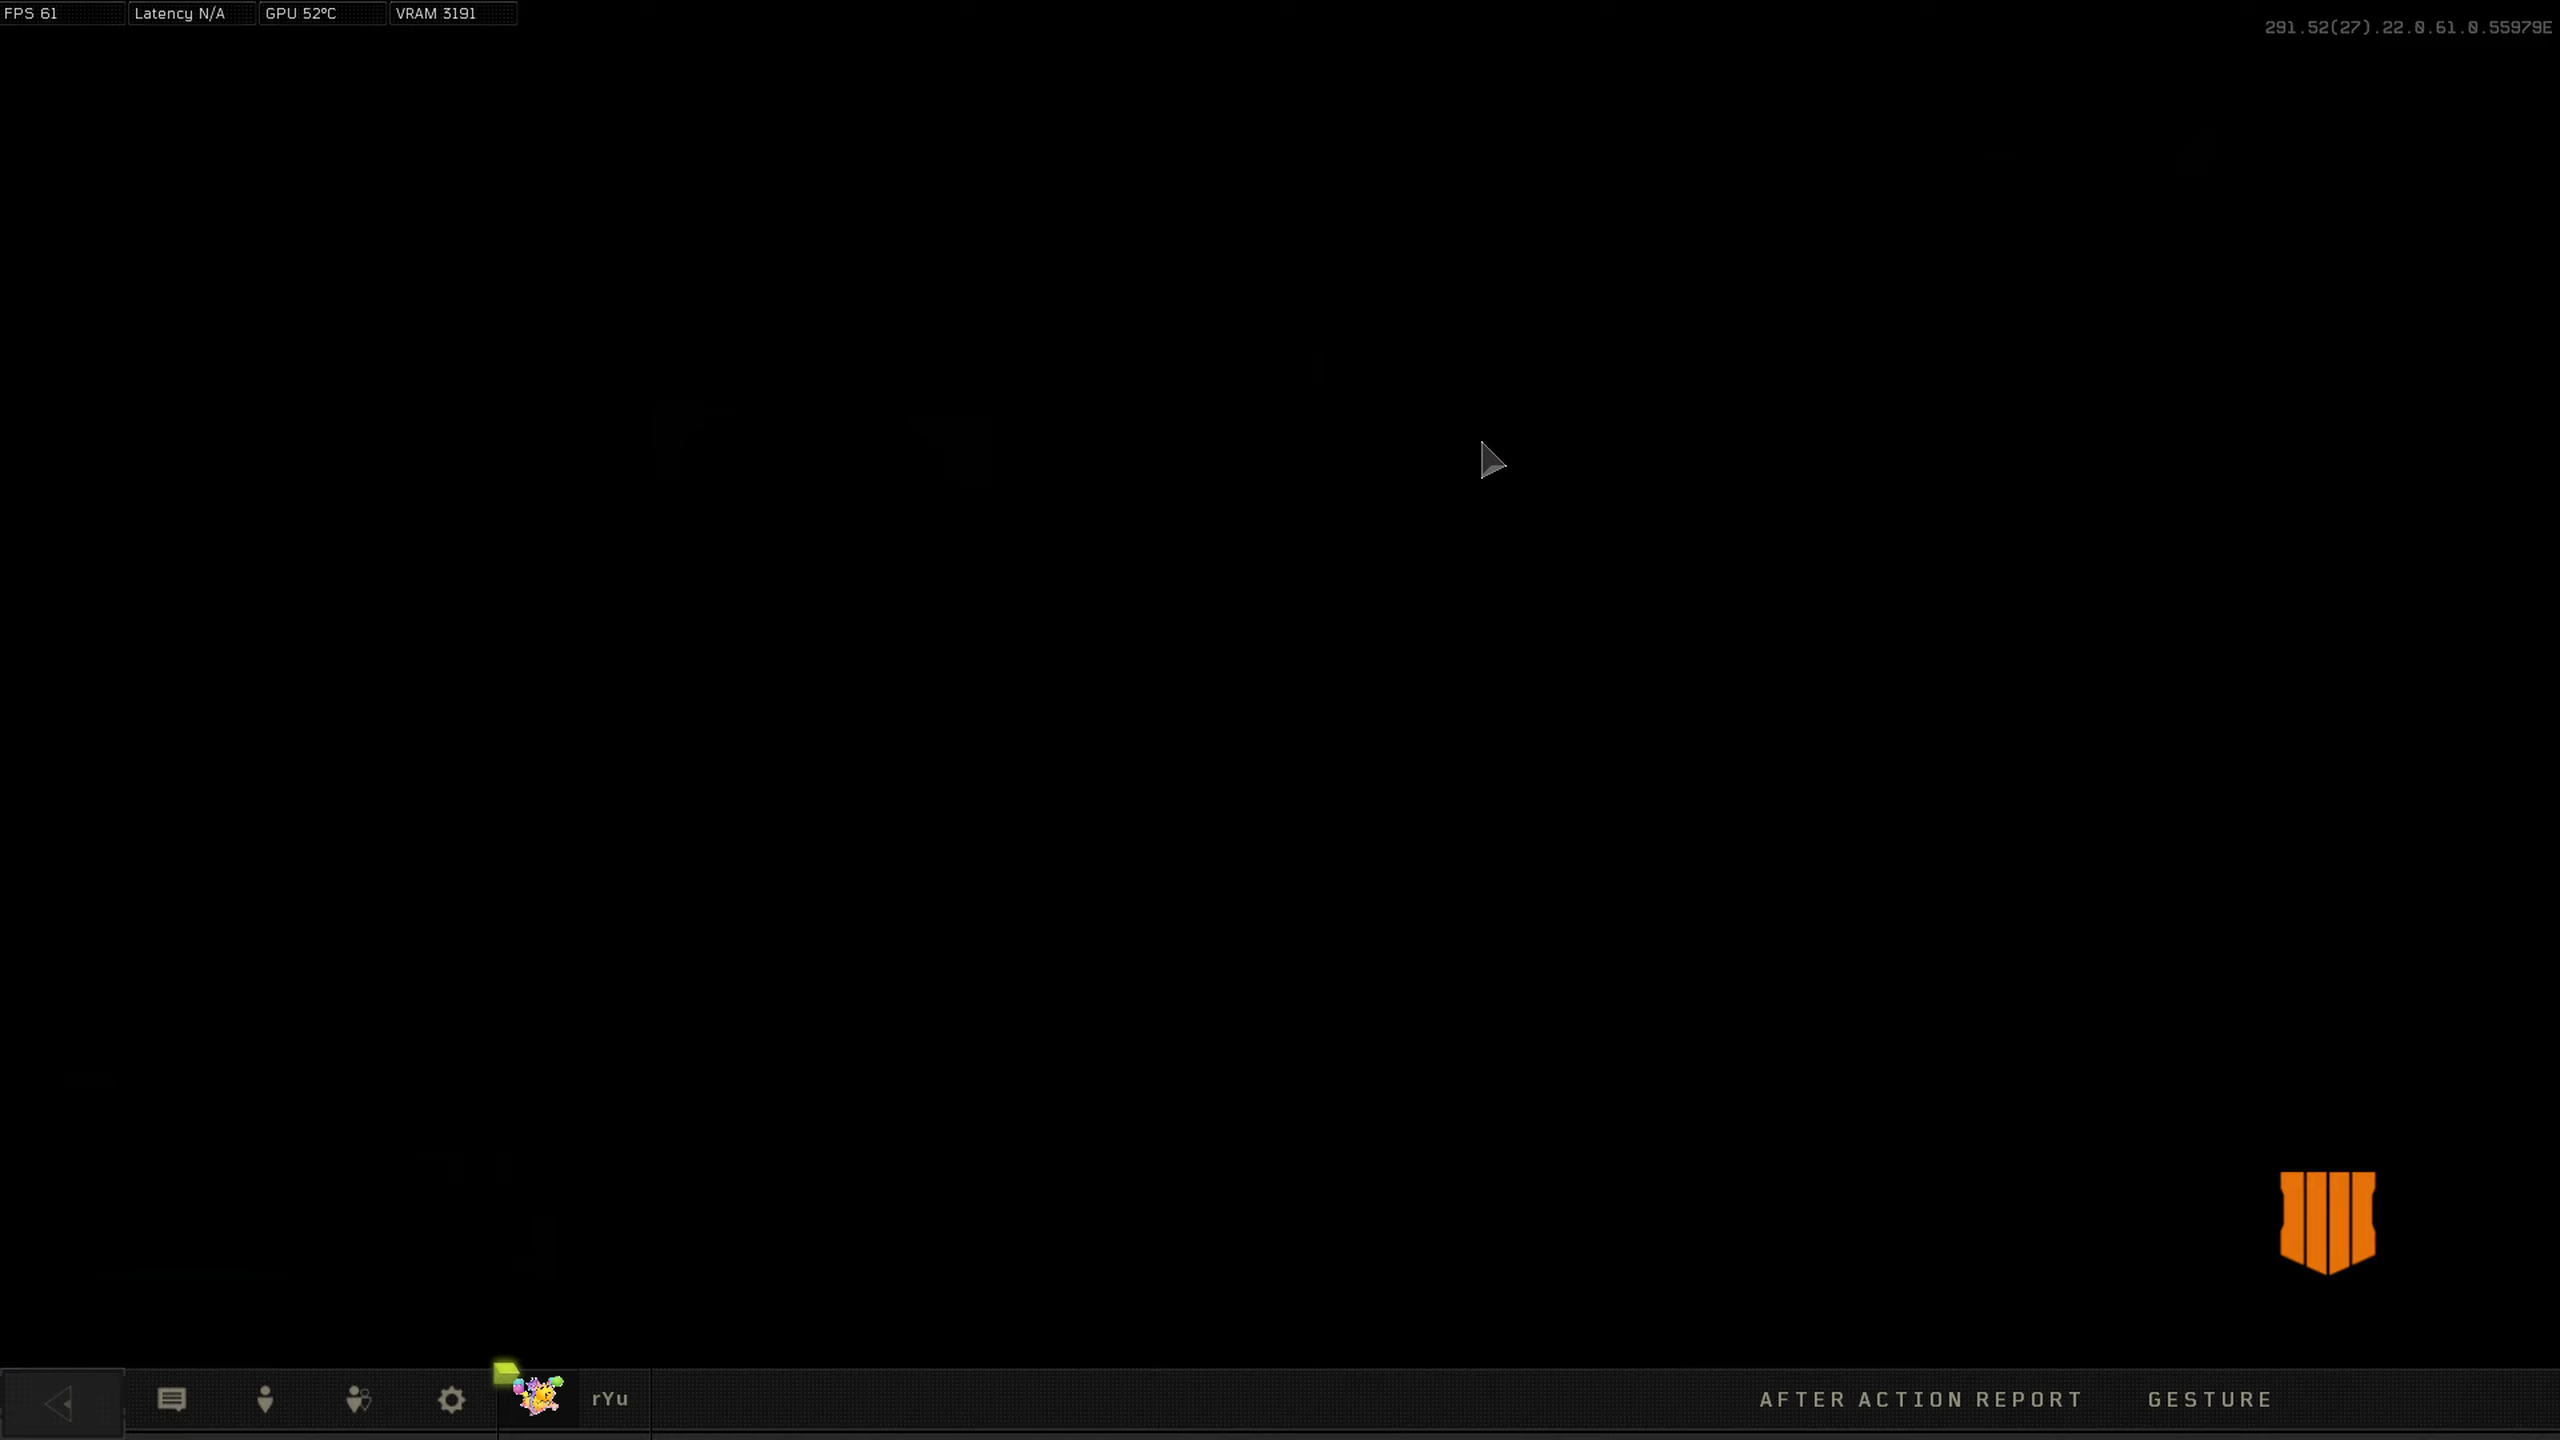 FPS 61 Latency N/A GPU 52°C VRAM 3191
291.52(27).22.0.61.0.55979E
rYu AFTER ACTION REPORT GESTURE